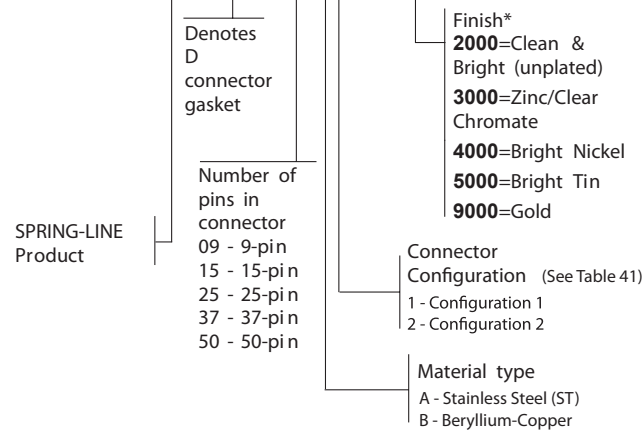 Denotes
D
connector
gasket
Number of
pins in
connector
09 - 9-pin
15 - 15-pin
25 - 25-pin
37 - 37-pin
50 - 50-pin
SPRING-LINE
Product
Finish*
2000=Clean &
Bright (unplated)
3000=Zinc/Clear
Chromate
4000=Bright Nickel
5000=Bright Tin
9000=Gold
Connector
Configuration (See Table 41)
1 - Configuration 1
2 - Configuration 2
Material type
A - Stainless Steel (ST)
B - Beryllium-Copper